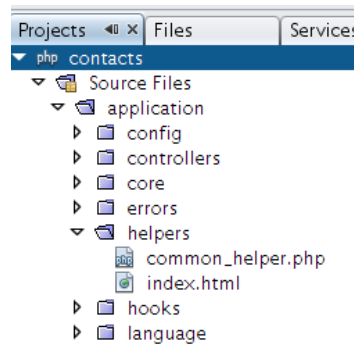 Projects Files Services
php contacts
Source Files
application
config
controllers
core
errors
helpers
common_helper.php
index.html
hooks
language